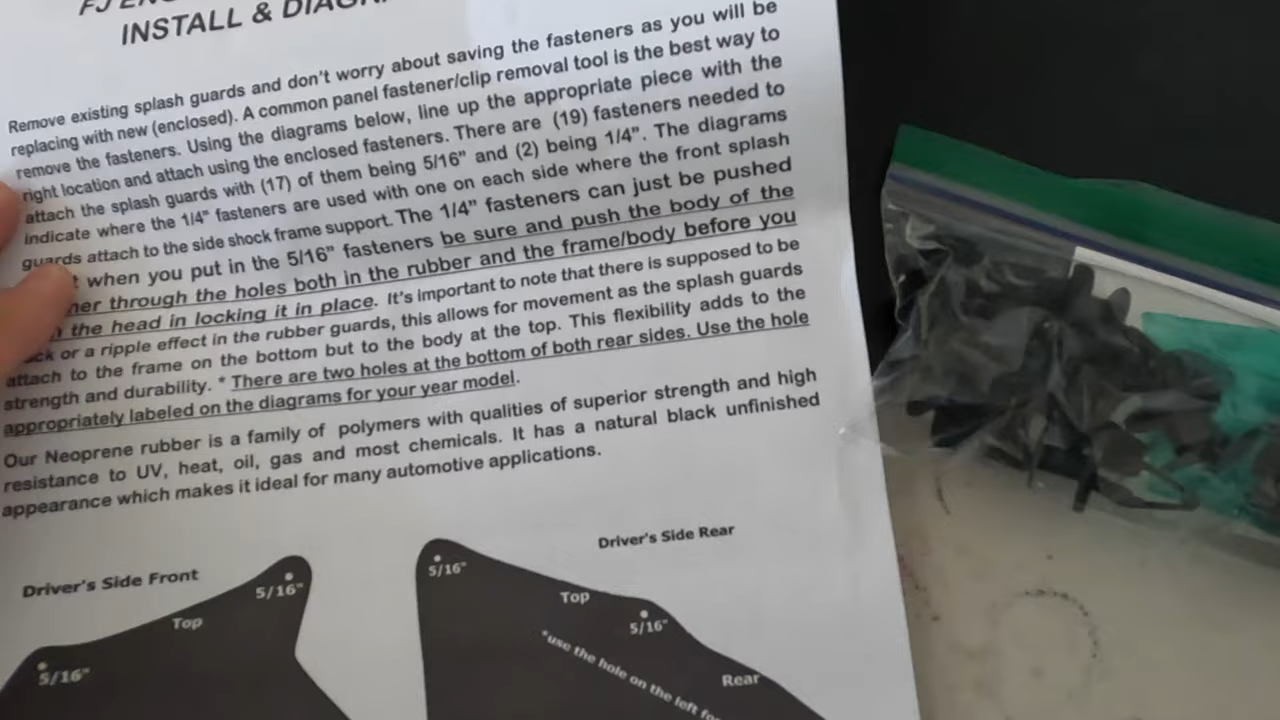 FJ EN
INSTALL & DIAGR
Remove existing splash guards and don't worry about saving the fasteners as you will be
replacing with new (enclosed). A common panel fastener/clip removal tool is the best way to
remove the fasteners. Using the diagrams below, line up the appropriate piece with the
right location and attach using the enclosed fasteners. There are (19) fasteners needed to
attach the splash guards with (17) of them being 5/16" and (2) being 1/4". The diagrams
indicate where the 1/4" fasteners are used with one on each side where the front splash
guards attach to the side shock frame support. The 1/4" fasteners can just be pushed
t when you put in the 5/16" fasteners be sure and push the body of the
ner through the holes both in the rubber and the frame/body before you
the head in locking it in place. It's important to note that there is supposed to be
ck or a ripple effect in the rubber guards, this allows for movement as the splash guards
attach to the frame on the bottom but to the body at the top. This flexibility adds to the
strength and durability. * There are two holes at the bottom of both rear sides. Use the hole
appropriately labeled on the diagrams for your year model.
Our Neoprene rubber is a family of polymers with qualities of superior strength and high
resistance to UV, heat, oil, gas and most chemicals. It has a natural black unfinished
appearance which makes it ideal for many automotive applications.
Driver's Side Front
5/16"
Top
5/16"
Driver's Side Rear
5/16"
Top
5/16"
*use the hole on the left fo
Rear